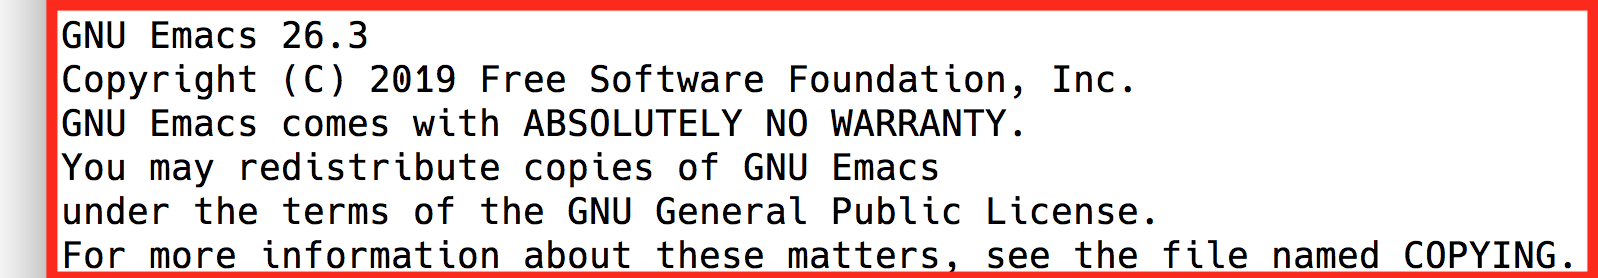 GNU Emacs 26.3
Copyright (C) 2019 Free Software Foundation, Inc.
GNU Emacs comes with ABSOLUTELY NO WARRANTY.
You may redistribute copies of GNU Emacs
under the terms of the GNU General Public License.
For more information about these matters, see the file named COPYING.